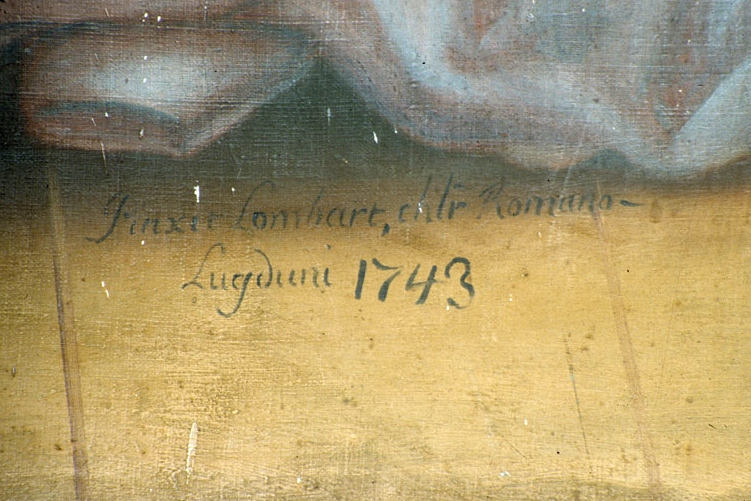 Pinxit Lombart, Romano-
Lugduni 1743